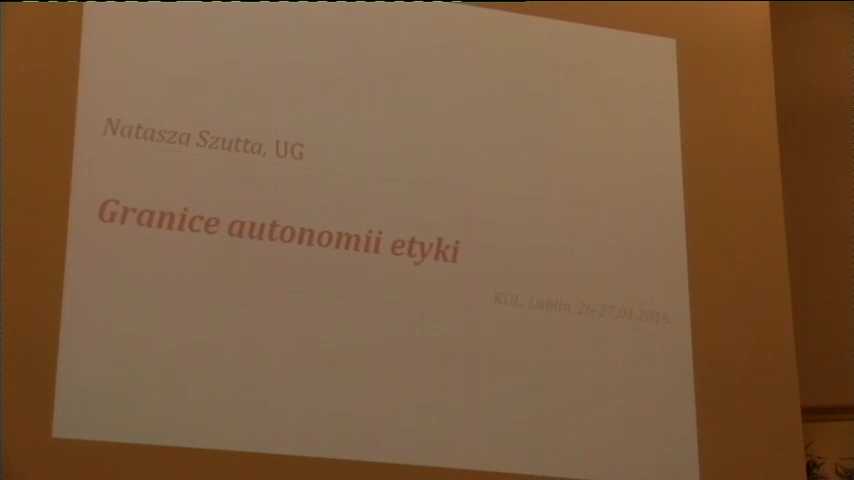 Natasza Szutta, UG
Granice autonomii etyki
KUL, Lublin, 26-27.01.2016